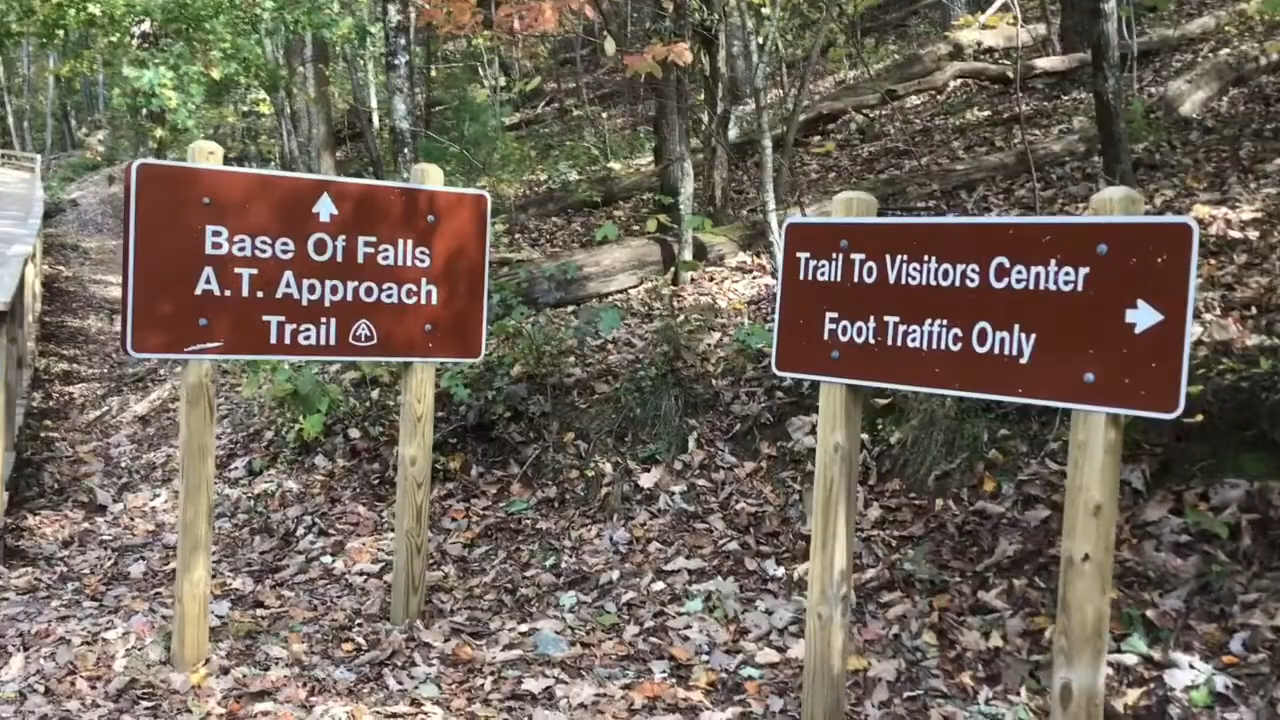 Base Of Falls
A.T. Approach
Trail
Trail To Visitors Center
Foot Traffic Only